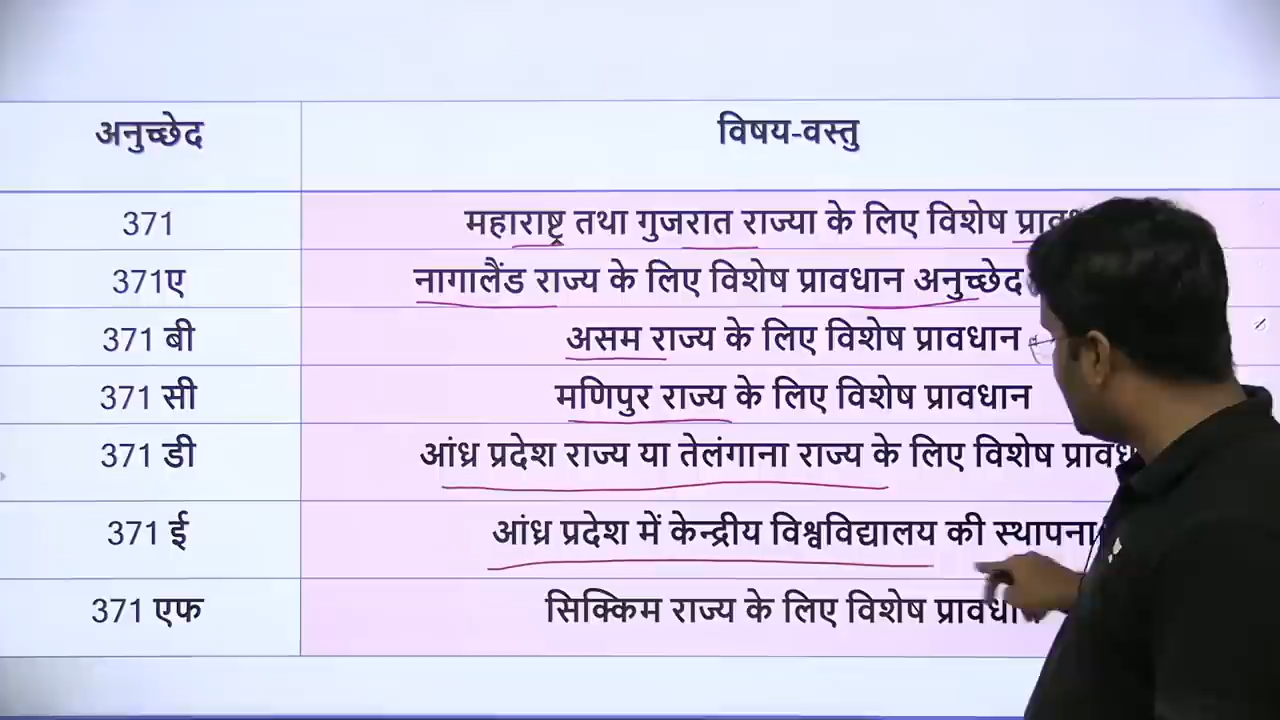 अनुच्छेद विषय-वस्तु
371 महाराष्ट्र तथा गुजरात राज्या के लिए विशेष
371ए नागालैंड राज्य के लिए विशेष प्रावधान अनुच्छेद
371 बी असम राज्य के लिए विशेष प्रावधान
371 सी मणिपुर राज्य के लिए विशेष प्रावधान
371 डी आंध्र प्रदेश राज्य या तेलंगाना राज्य के लिए विशेष
371 ई आंध्र प्रदेश में केन्द्रीय विश्वविद्यालय की स्थापना
371 एफ सिक्किम राज्य के लिए विशेष